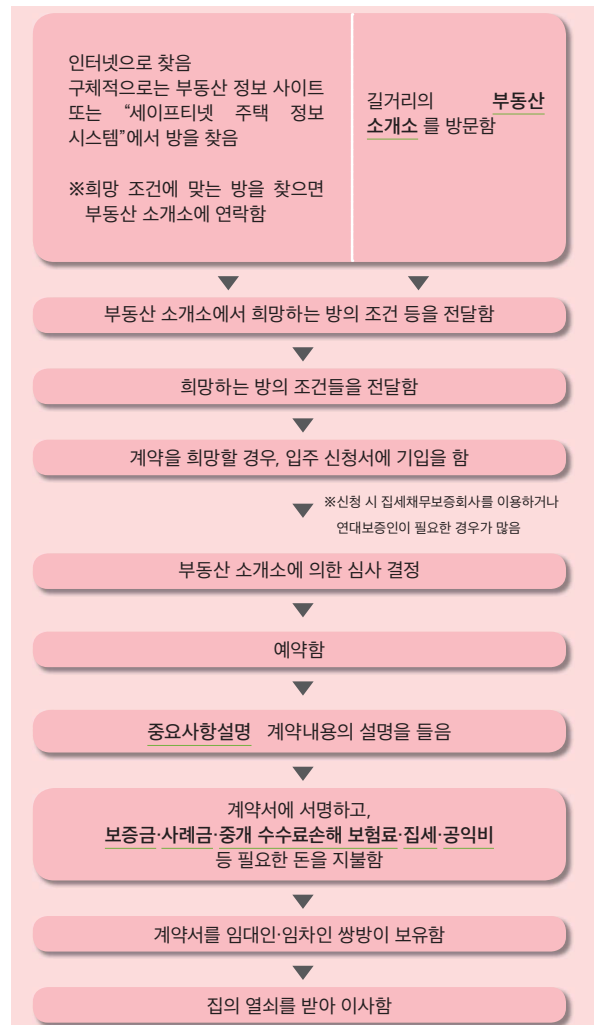 인터넷으로 찾음
구체적으로는 부동산 정보 사이트
또는 “세이프티넷 주택 정보
시스템”에서 방을 찾음
※희망 조건에 맞는 방을 찾으면
부동산 소개소에 연락함
길거리의 부동산
소개소 를 방문함
부동산 소개소에서 희망하는 방의 조건 등을 전달함
희망하는 방의 조건들을 전달함
계약을 희망할 경우, 입주 신청서에 기입을 함
※신청 시 집세채무보증회사를 이용하거나
연대보증인이 필요한 경우가 많음
부동산 소개소에 의한 심사 결정
예약함
중요사항설명 계약내용의 설명을 들음
계약서에 서명하고,
보증금·사례금·중개 수수료손해 보험료·집세·공익비
등 필요한 돈을 지불함
계약서를 임대인·임차인 쌍방이 보유함
집의 열쇠를 받아 이사함